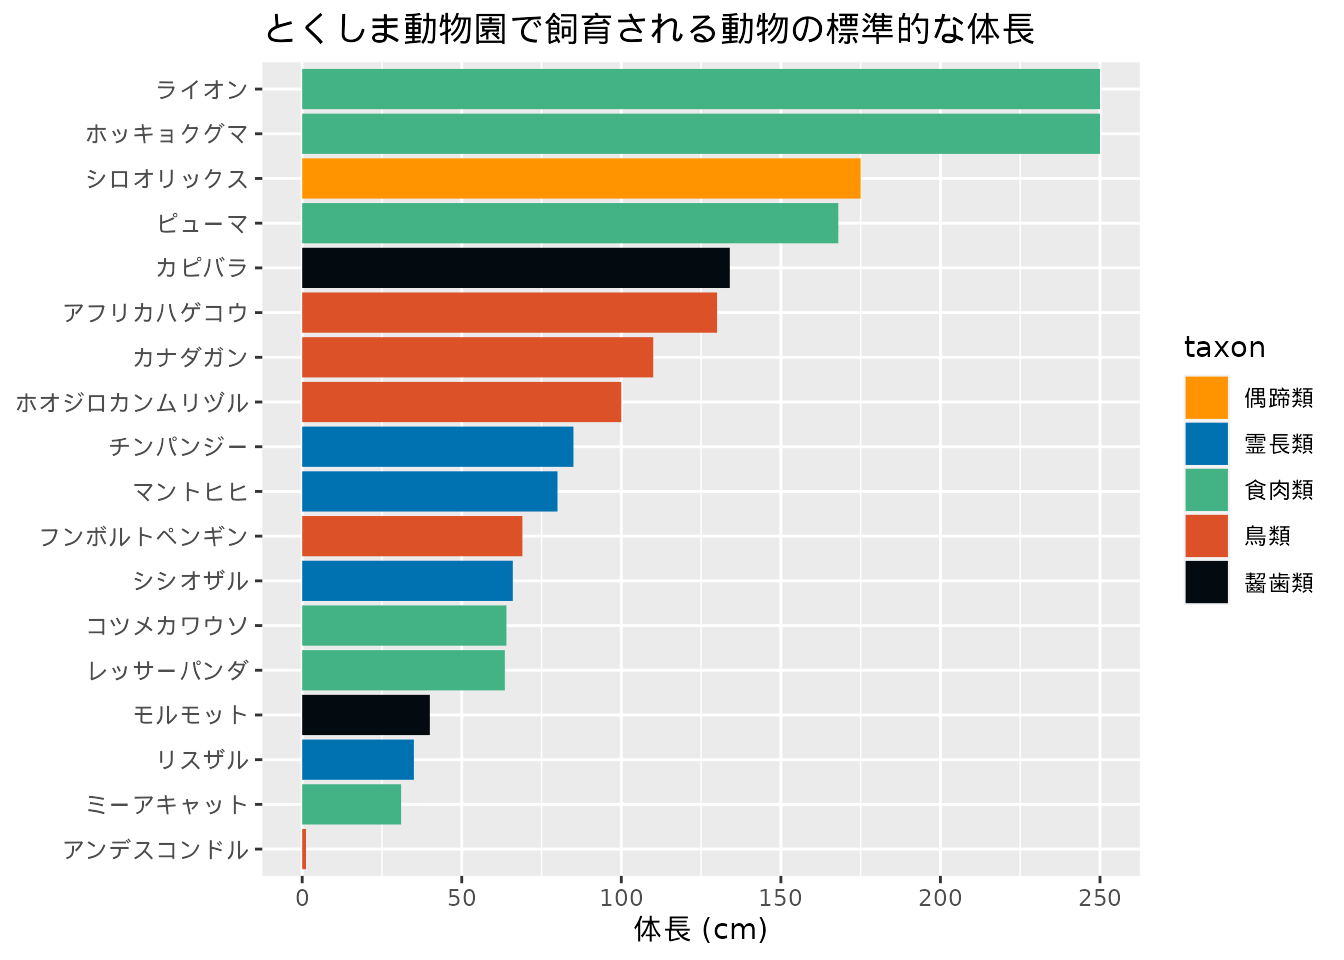 とくしま動物園で飼育される動物の標準的な体長
ライオン
ホッキョクグマ
シロオリックス
ピューマ
カピバラ
アフリカハゲコウ
カナダガン
ホオジロカンムリヅル
チンパンジー
マントヒヒ
フンボルトペンギン
シシオザル
コツメカワウソ
レッサーパンダ
モルモット
リスザル
ミーアキャット
アンデスコンドル
0 50 100 150 200 250
体長 (cm)
taxon
偶蹄類
霊長類
食肉類
鳥類
齧歯類